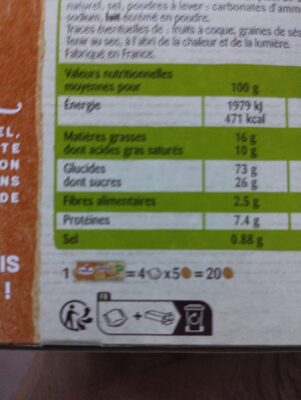 naturel, sel, poudres à lever : carbonates d'amm
sodium, lait écrémé en poudre.
Traces éventuelles de : fruits à coque, graines de sés
Tenir au sec, à l'abri de la chaleur et de la lumière.
Fabriqué en France.
Valeurs nutritionnelles
moyennes pour 100 g
Énergie 1979 kJ
471 kcal
Matières grasses 16 g
dont acides gras saturés 10 g
Glucides 73 g
dont sucres 26 g
Fibres alimentaires 2.5 g
Protéines 7.4 g
Sel 0.88 g
EL,
TE
ON
NS
DE
IS
!
1 = 4 x5 = 20
FR
+